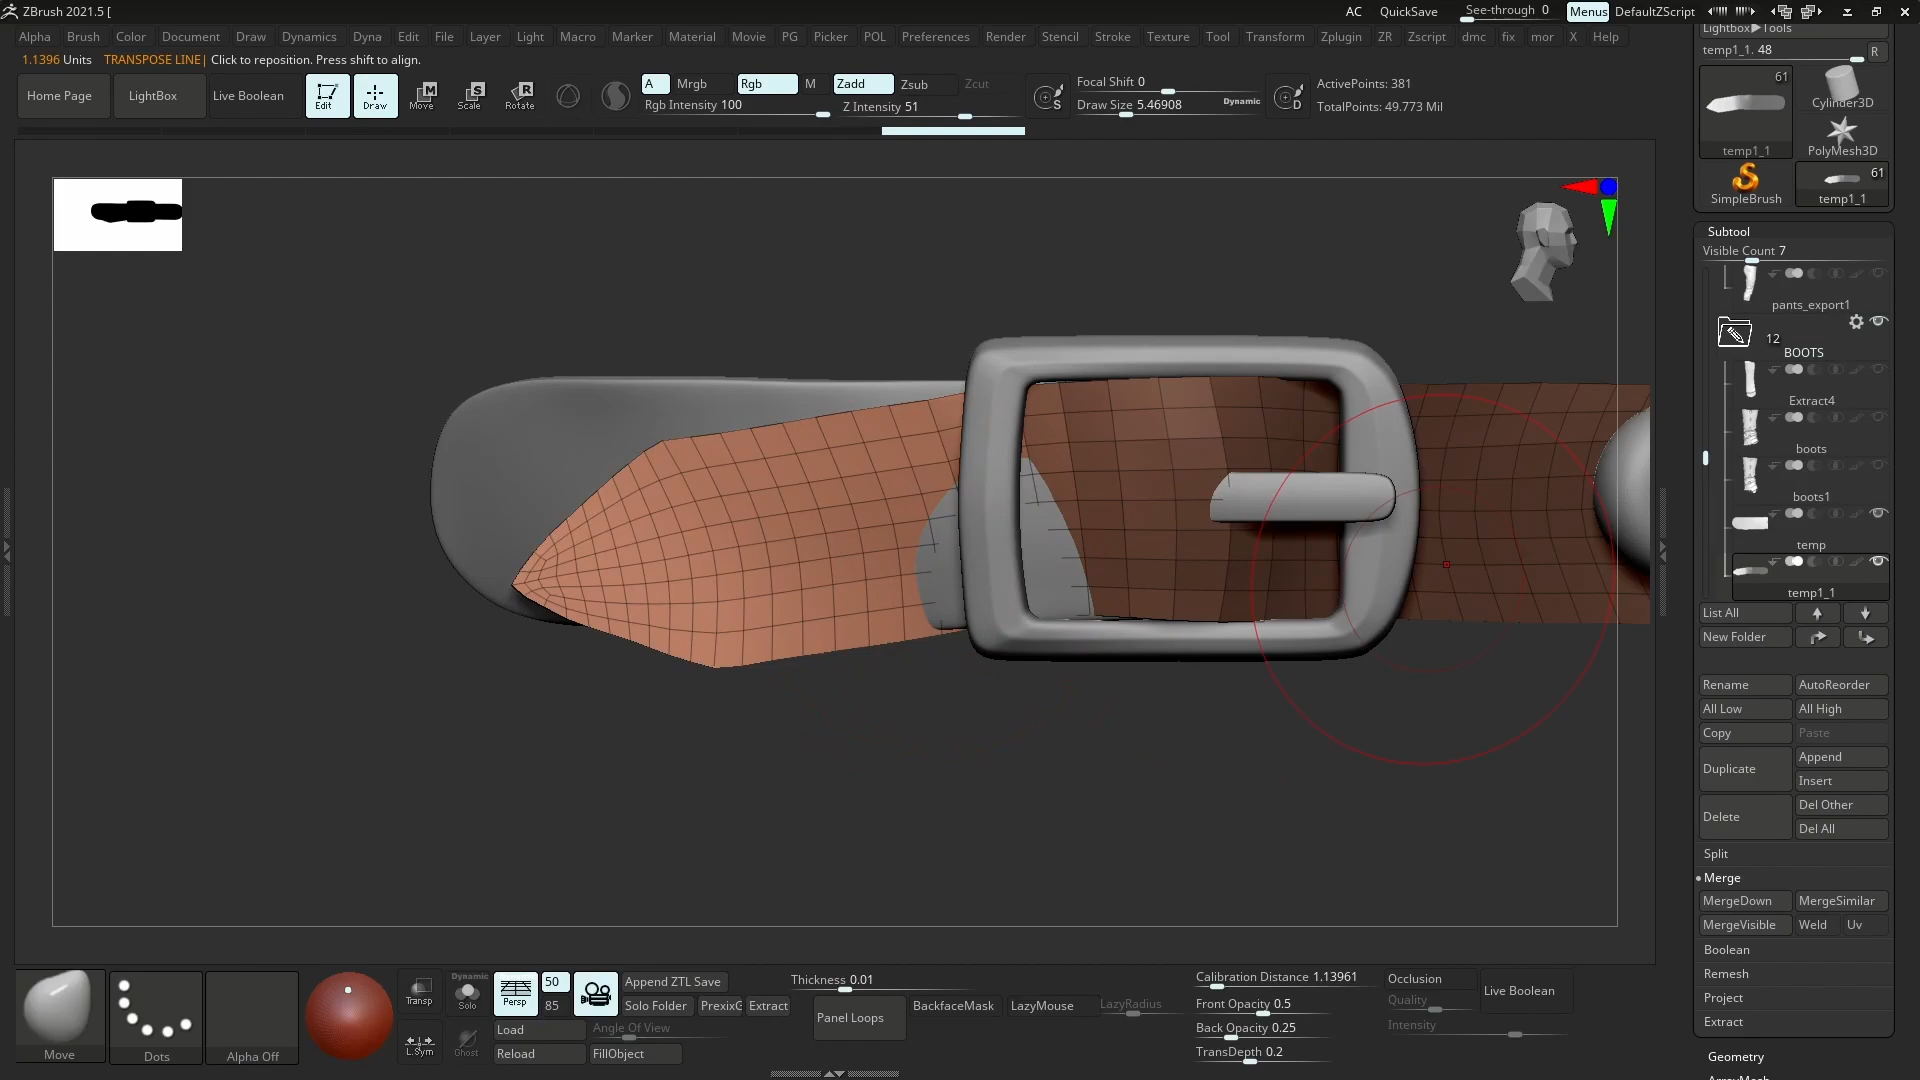 ZBrush 2021.5 [
AC QuickSave See-through 0 Menus DefaultZScript
Alpha Brush Color Document Draw Dynamics Dyna Edit File Layer Light Macro Marker Material Movie PG Picker POL Preferences Render Stencil Stroke Texture Tool Transform Zplugin ZR Zscript dmc fix mor X Help
1.1396 Units TRANSPOSE LINE| Click to reposition. Press shift to align.
Home Page LightBox Live Boolean Edit Draw Move Scale Rotate
A Mrgb Rgb M Zadd Zsub Zcut
Rgb Intensity 100 Z Intensity 51
Focal Shift 0
Draw Size 5.46908 Dynamic
ActivePoints: 381
TotalPoints: 49.773 Mil
Lightbox▶Tools
temp1_1. 48 R
61
temp1_1
Cylinder3D
PolyMesh3D
SimpleBrush
61
temp1_1
Subtool
Visible Count 7
pants_export1
12
BOOTS
Extract4
boots
boots1
temp
temp1_1
List All
New Folder
Rename AutoReorder
All Low All High
Copy Paste
Duplicate Append
Insert
Delete Del Other
Del All
Split
Merge
MergeDown MergeSimilar
MergeVisible Weld Uv
Boolean
Remesh
Project
Extract
Geometry
ArrayMesh
Move
Dots
Alpha Off
Transp
L.Sym
Dynamic
Solo
Ghost
Persp
50
85
Append ZTL Save
Solo Folder PrexixG Extract
Load
Reload
Angle Of View
FillObject
Thickness 0.01
Panel Loops
BackfaceMask LazyMouse LazyRadius
Calibration Distance 1.13961
Front Opacity 0.5
Back Opacity 0.25
TransDepth 0.2
Occlusion
Quality
Intensity
Live Boolean